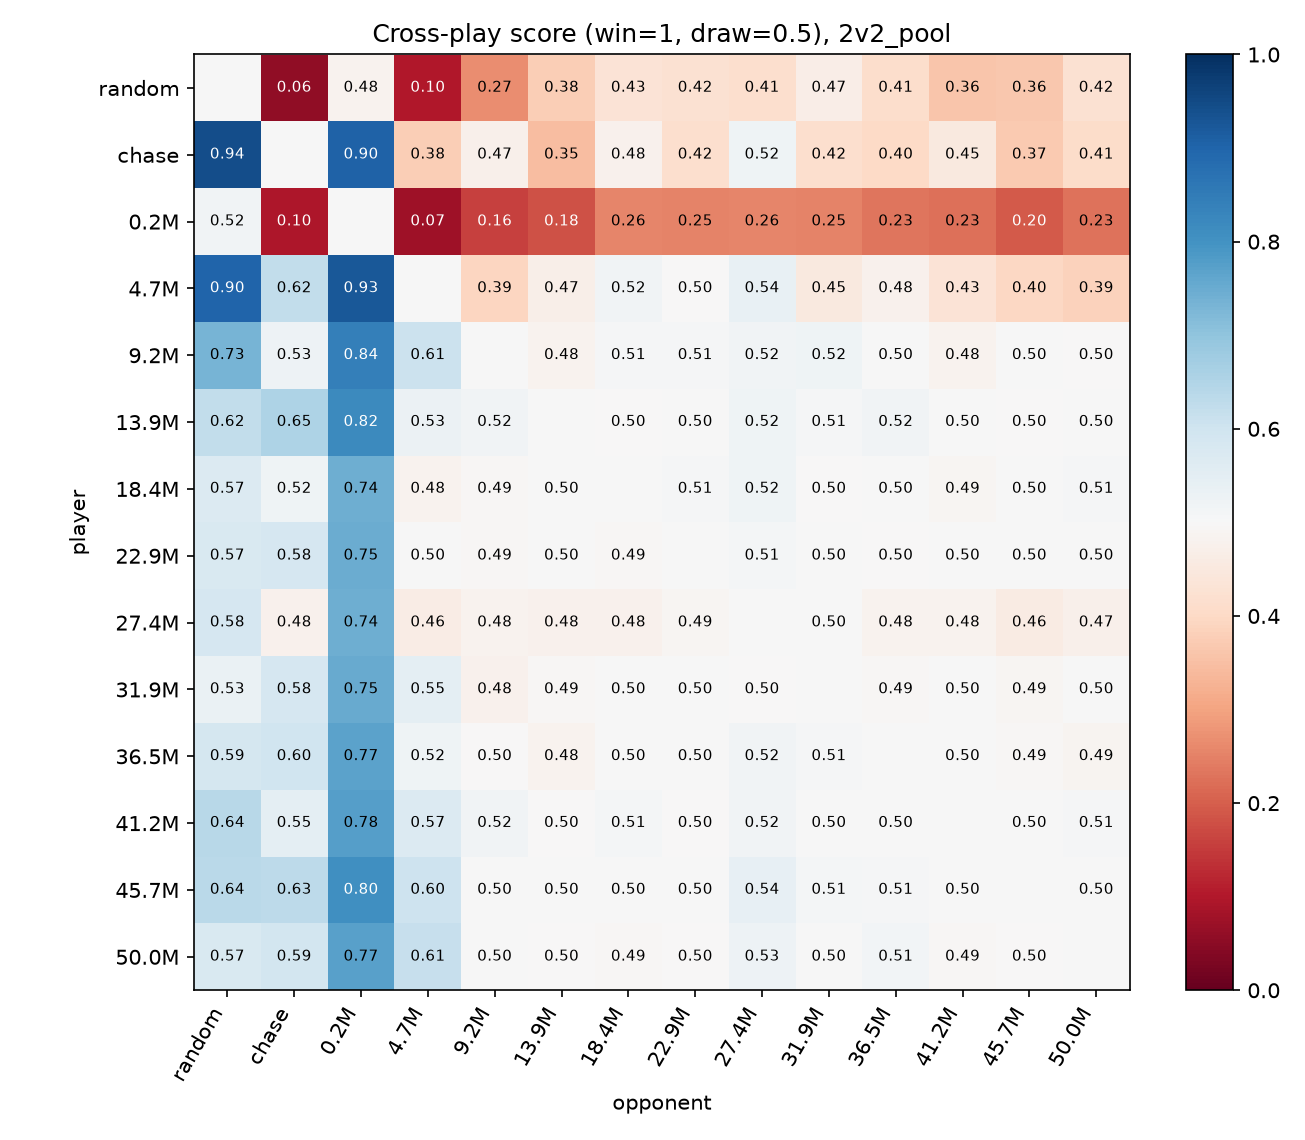 Cross-play score (win=1, draw=0.5), 2v2_pool
random 0.06 0.48 0.10 0.27 0.38 0.43 0.42 0.41 0.47 0.41 0.36 0.36 0.42
chase 0.94 0.90 0.38 0.47 0.35 0.48 0.42 0.52 0.42 0.40 0.45 0.37 0.41
0.2M 0.52 0.10 0.07 0.16 0.18 0.26 0.25 0.26 0.25 0.23 0.23 0.20 0.23
4.7M 0.90 0.62 0.93 0.39 0.47 0.52 0.50 0.54 0.45 0.48 0.43 0.40 0.39
9.2M 0.73 0.53 0.84 0.61 0.48 0.51 0.51 0.52 0.52 0.50 0.48 0.50 0.50
13.9M 0.62 0.65 0.82 0.53 0.52 0.50 0.50 0.52 0.51 0.52 0.50 0.50 0.50
18.4M 0.57 0.52 0.74 0.48 0.49 0.50 0.51 0.52 0.50 0.50 0.49 0.50 0.51
22.9M 0.57 0.58 0.75 0.50 0.49 0.50 0.49 0.51 0.50 0.50 0.50 0.50 0.50
27.4M 0.58 0.48 0.74 0.46 0.48 0.48 0.48 0.49 0.50 0.48 0.48 0.46 0.47
31.9M 0.53 0.58 0.75 0.55 0.48 0.49 0.50 0.50 0.50 0.49 0.50 0.49 0.50
36.5M 0.59 0.60 0.77 0.52 0.50 0.48 0.50 0.50 0.52 0.51 0.50 0.49 0.49
41.2M 0.64 0.55 0.78 0.57 0.52 0.50 0.51 0.50 0.52 0.50 0.50 0.50 0.51
45.7M 0.64 0.63 0.80 0.60 0.50 0.50 0.50 0.50 0.54 0.51 0.51 0.50 0.50
50.0M 0.57 0.59 0.77 0.61 0.50 0.50 0.49 0.50 0.53 0.50 0.51 0.49 0.50
player
random chase 0.2M 4.7M 9.2M 13.9M 18.4M 22.9M 27.4M 31.9M 36.5M 41.2M 45.7M 50.0M
opponent
1.0
0.8
0.6
0.4
0.2
0.0